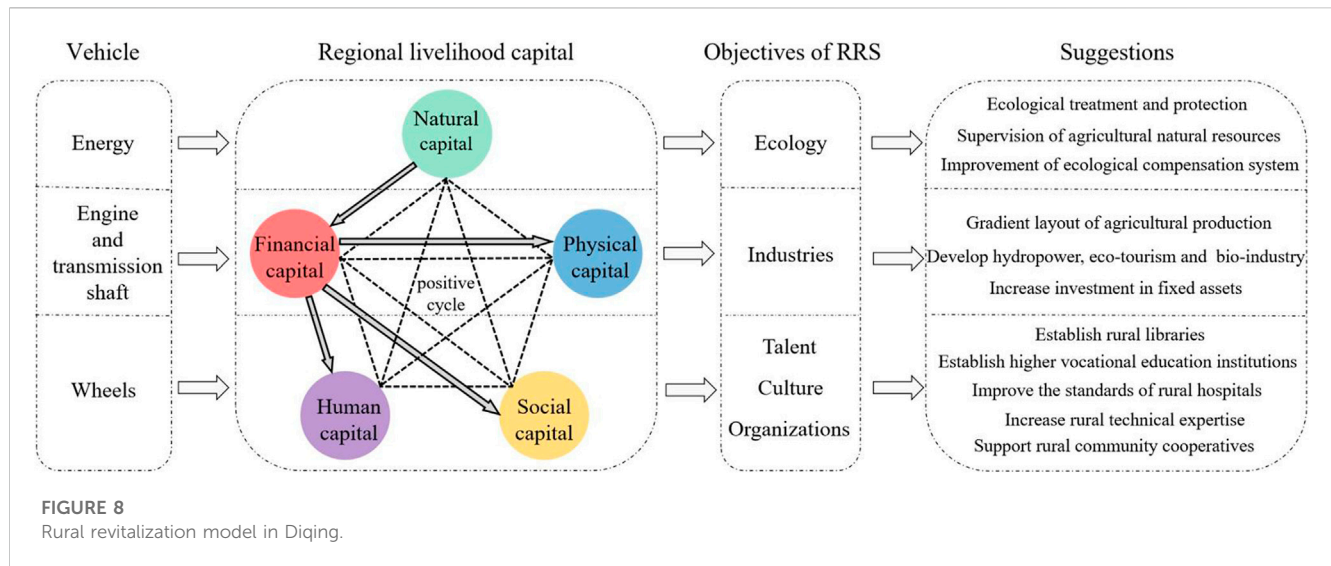 Vehicle
Regional livelihood capital
Objectives of RRS
Suggestions
Energy
Natural
capital
Ecology
Ecological treatment and protection
Supervision of agricultural natural resources
Improvement of ecological compensation system
Engine
and
transmission
shaft
Financial
capital
Physical
capital
positive
cycle
Industries
Gradient layout of agricultural production
Develop hydropower, eco-tourism and bio-industry
Increase investment in fixed assets
Wheels
Human
capital
Social
capital
Talent
Culture
Organizations
Establish rural libraries
Establish higher vocational education institutions
Improve the standards of rural hospitals
Increase rural technical expertise
Support rural community cooperatives
FIGURE 8
Rural revitalization model in Diqing.